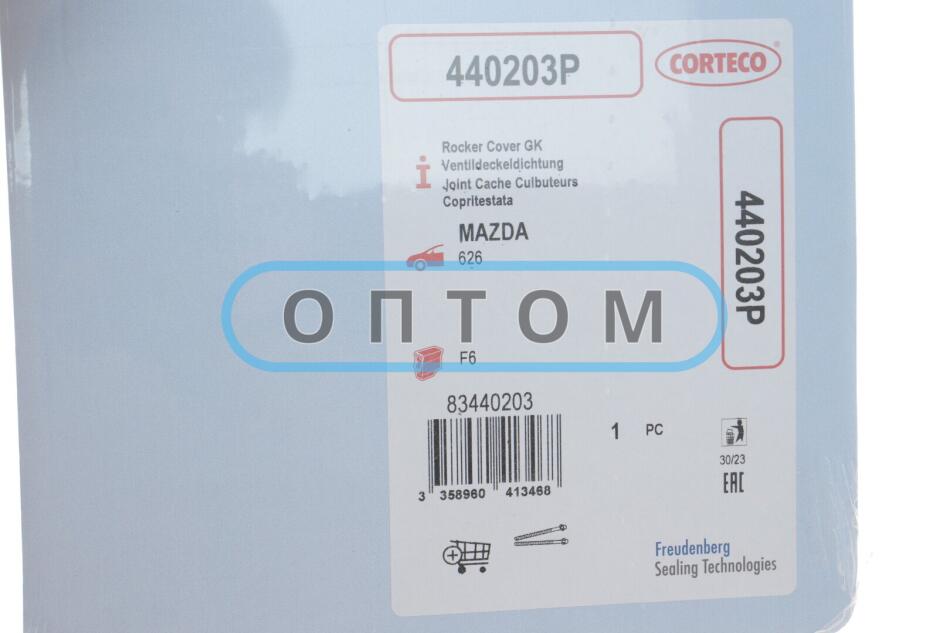 440203P
CORTECO
Rocker Cover GK
Ventildeckeldichtung
Joint Cache Culbuteurs
Copritestata
MAZDA
626
440203P
ОПТОМ
F6
83440203
1 PC
3 358960 413468
30/23
EAC
Freudenberg
Sealing Technologies